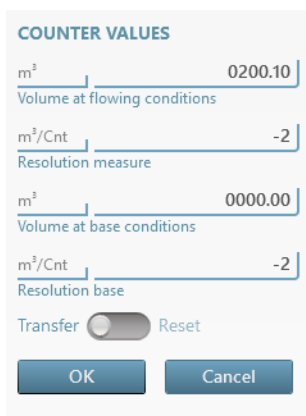 COUNTER VALUES
m³ 0200.10
Volume at flowing conditions
m³/Cnt -2
Resolution measure
m³ 0000.00
Volume at base conditions
m³/Cnt -2
Resolution base
Transfer Reset
OK Cancel